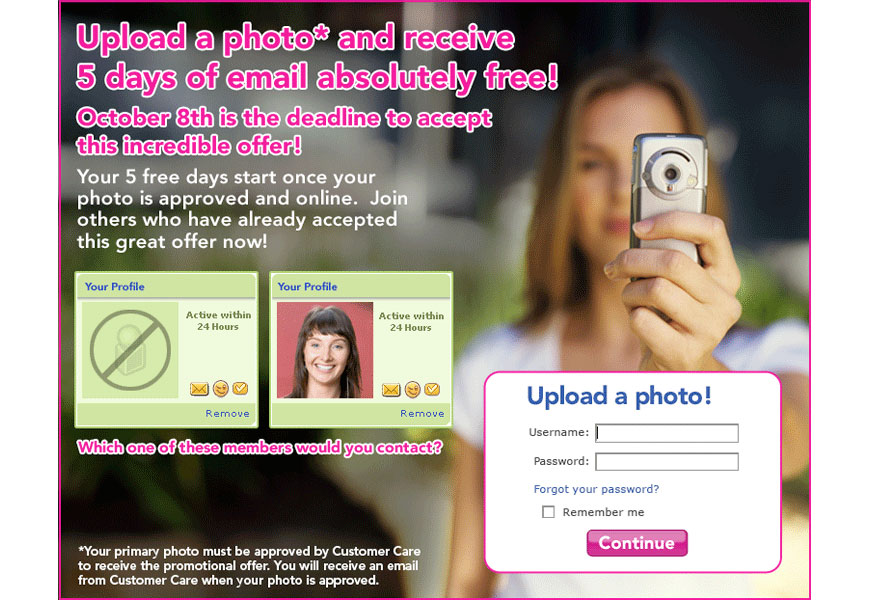 Upload a photo* and receive
5 days of email absolutely free!
October 8th is the deadline to accept
this incredible offer!
Your 5 free days start once your
photo is approved and online. Join
others who have already accepted
this great offer now!
Your Profile
Active within
24 Hours
Remove
Your Profile
Active within
24 Hours
Remove
Which one of these members would you contact?
Upload a photo!
Username:
Password:
Forgot your password?
Remember me
Continue
*Your primary photo must be approved by Customer Care
to receive the promotional offer. You will receive an email
from Customer Care when your photo is approved.